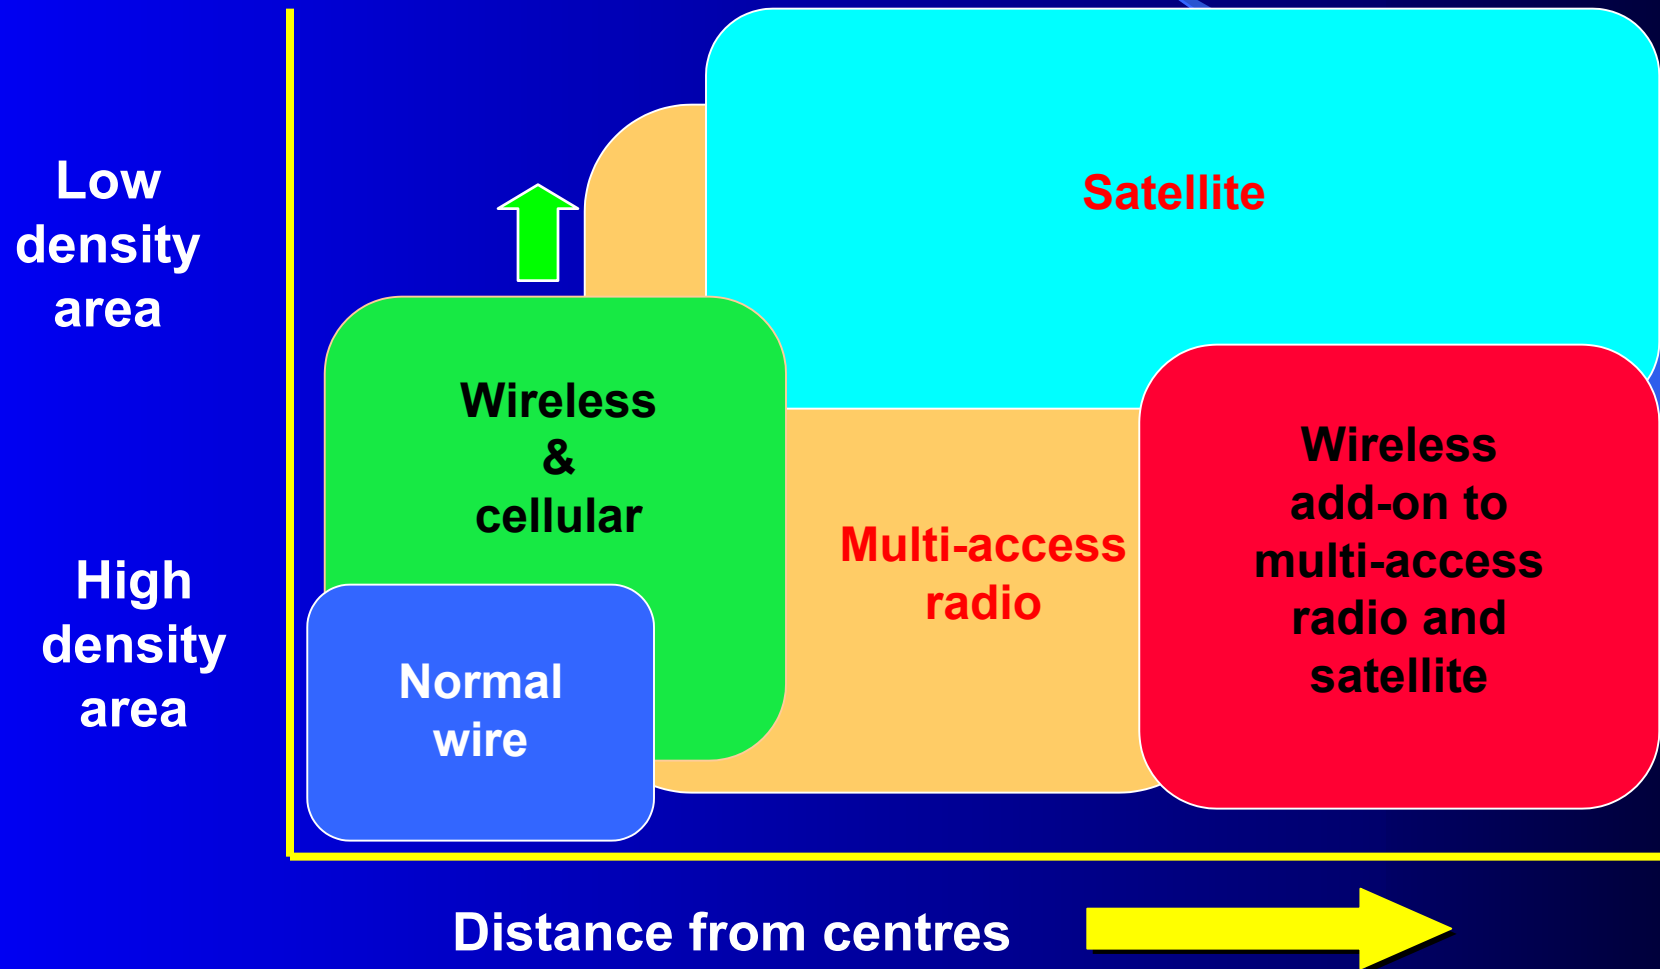 Low
density
area
High
density
area
Satellite
Wireless
&
cellular
Normal
wire
Multi-access
radio
Wireless
add-on to
multi-access
radio and
satellite
Distance from centres